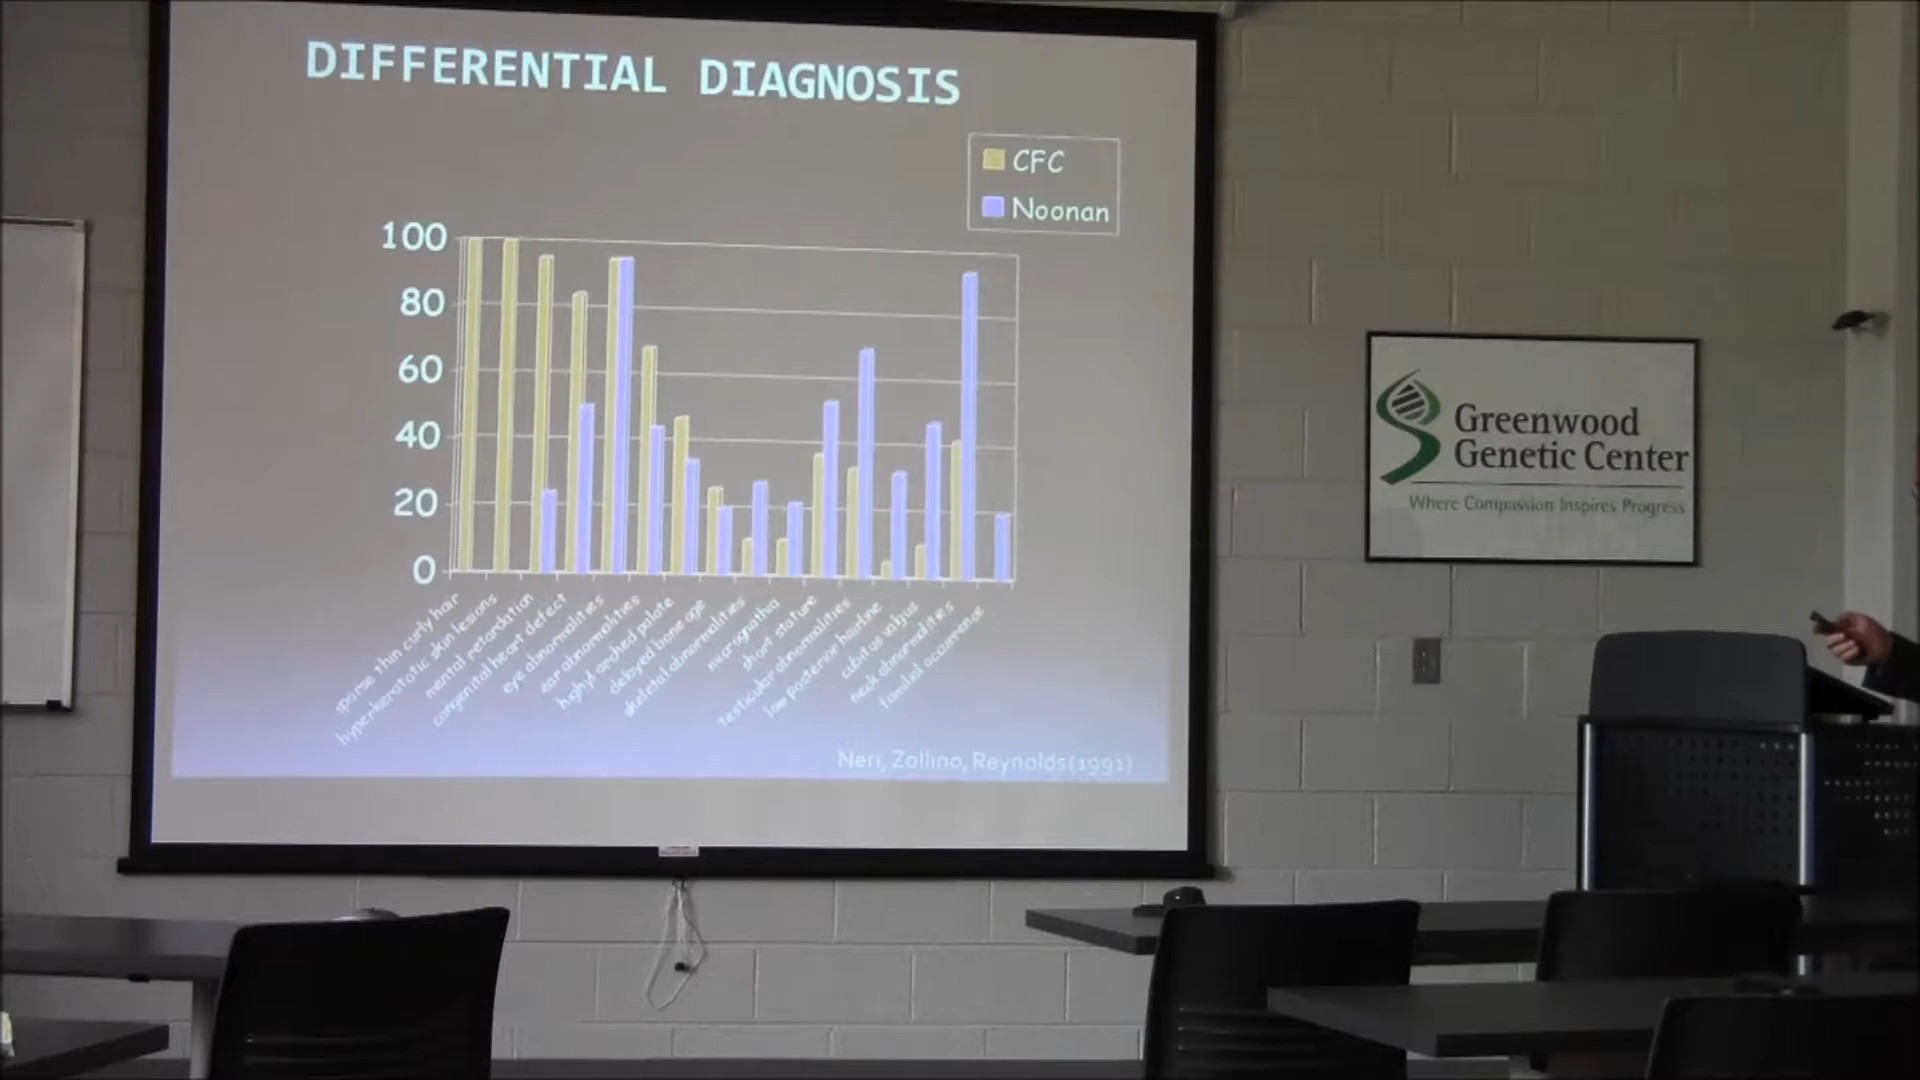 DIFFERENTIAL DIAGNOSIS
CFC
Noonan
100
80
60
40
20
0
sparse thin curly hair
hyperkeratotic skin lesions
mental retardation
congenital heart defect
eye abnormalities
ear abnormalities
highyl arched palate
delayed bone age
skeletal abnormalities
micrognathia
short stature
testicular abnormalities
low posterior hairline
cubitus valgus
neck abnormalities
familial occurrence
Neri, Zollino, Reynolds(1991)
Greenwood
Genetic Center
Where Compassion Inspires Progress